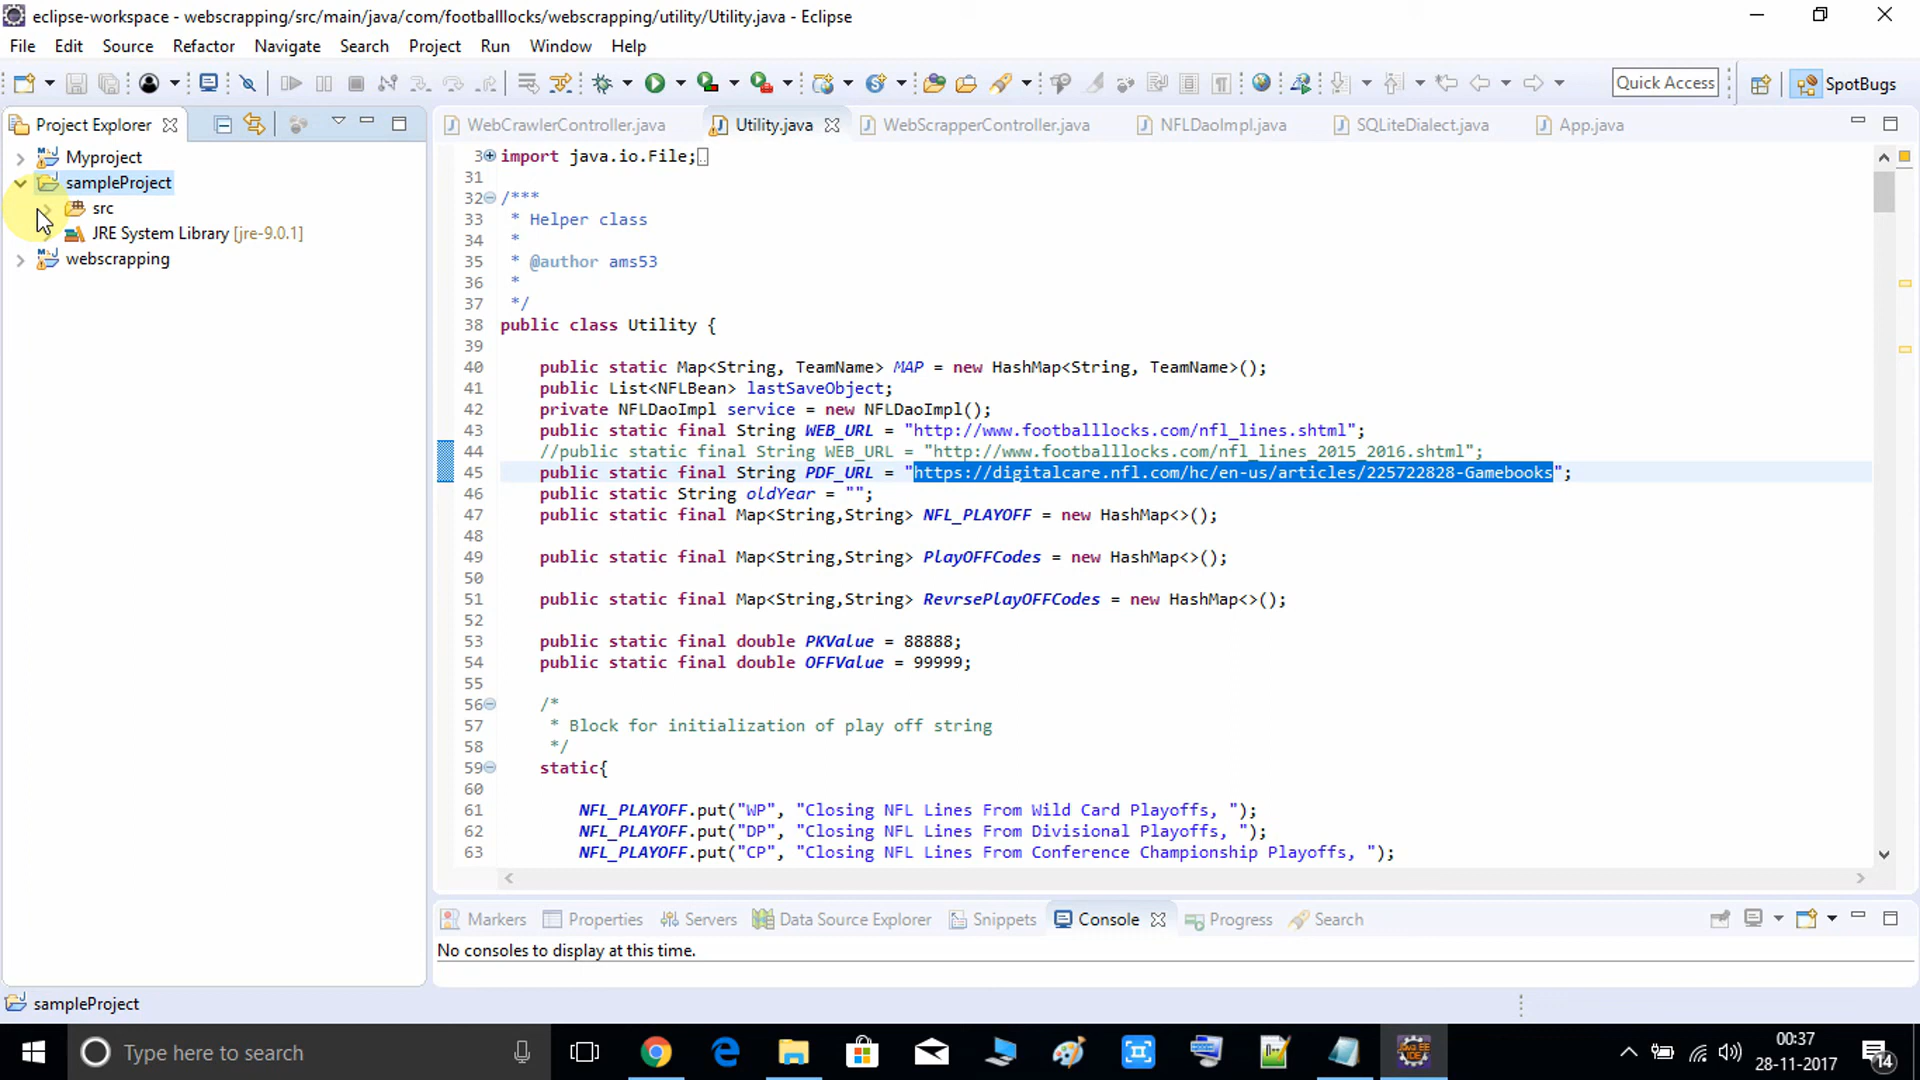 eclipse-workspace - webscrapping/src/main/java/com/footballlocks/webscrapping/utility/Utility.java - Eclipse
File Edit Source Refactor Navigate Search Project Run Window Help
Quick Access SpotBugs
Project Explorer
Myproject
sampleProject
src
JRE System Library [jre-9.0.1]
webscrapping
WebCrawlerController.java Utility.java WebScrapperController.java NFLDaoImpl.java SQLiteDialect.java App.java
3 import java.io.File;
31
32 /***
33 * Helper class
34 *
35 * @author ams53
36 *
37 */
38 public class Utility {
39
40 public static Map<String, TeamName> MAP = new HashMap<String, TeamName>();
41 public List<NFLBean> lastSaveObject;
42 private NFLDaoImpl service = new NFLDaoImpl();
43 public static final String WEB_URL = "http://www.footballlocks.com/nfl_lines.shtml";
44 //public static final String WEB_URL = "http://www.footballlocks.com/nfl_lines_2015_2016.shtml";
45 public static final String PDF_URL = "https://digitalcare.nfl.com/hc/en-us/articles/225722828-Gamebooks";
46 public static String oldYear = "";
47 public static final Map<String,String> NFL_PLAYOFF = new HashMap<>();
48
49 public static final Map<String,String> PlayOFFCodes = new HashMap<>();
50
51 public static final Map<String,String> RevrsePlayOFFCodes = new HashMap<>();
52
53 public static final double PKValue = 88888;
54 public static final double OFFValue = 99999;
55
56 /*
57 * Block for initialization of play off string
58 */
59 static{
60
61 NFL_PLAYOFF.put("WP", "Closing NFL Lines From Wild Card Playoffs, ");
62 NFL_PLAYOFF.put("DP", "Closing NFL Lines From Divisional Playoffs, ");
63 NFL_PLAYOFF.put("CP", "Closing NFL Lines From Conference Championship Playoffs, ");
Markers Properties Servers Data Source Explorer Snippets Console Progress Search
No consoles to display at this time.
sampleProject
Type here to search
00:37
28-11-2017
14